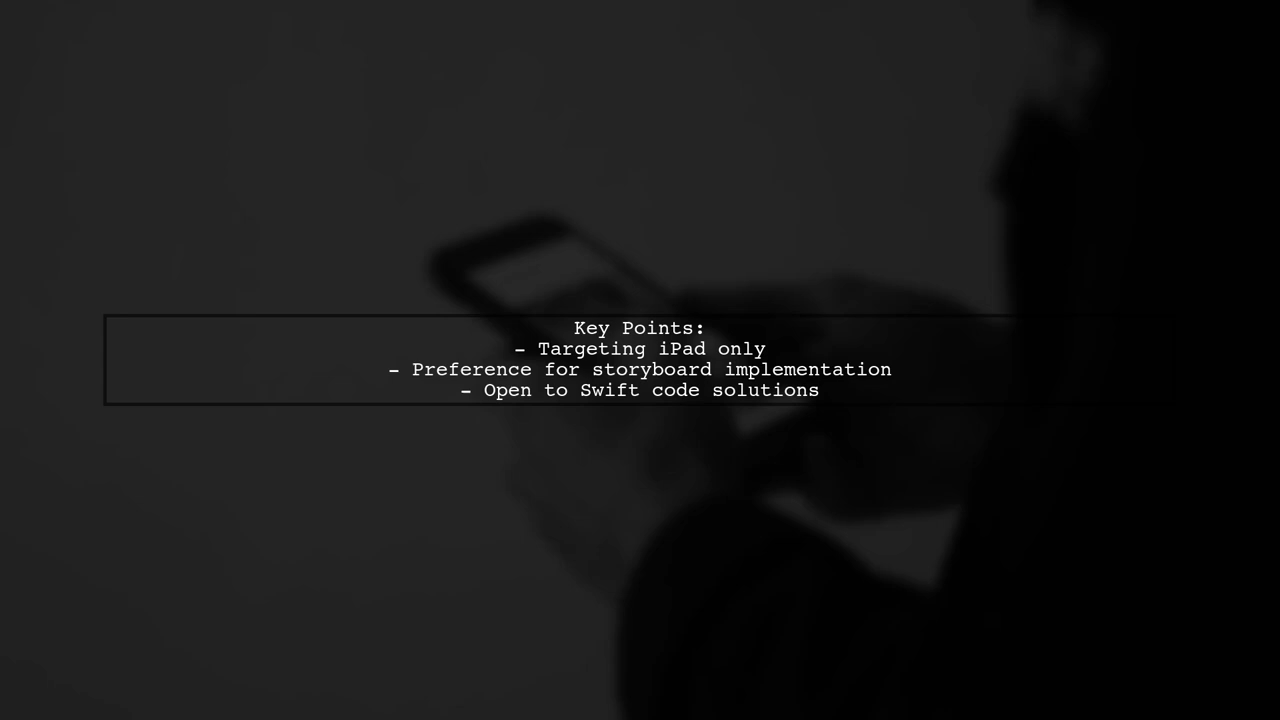 Key Points:
- Targeting iPad only
- Preference for storyboard implementation
- Open to Swift code solutions